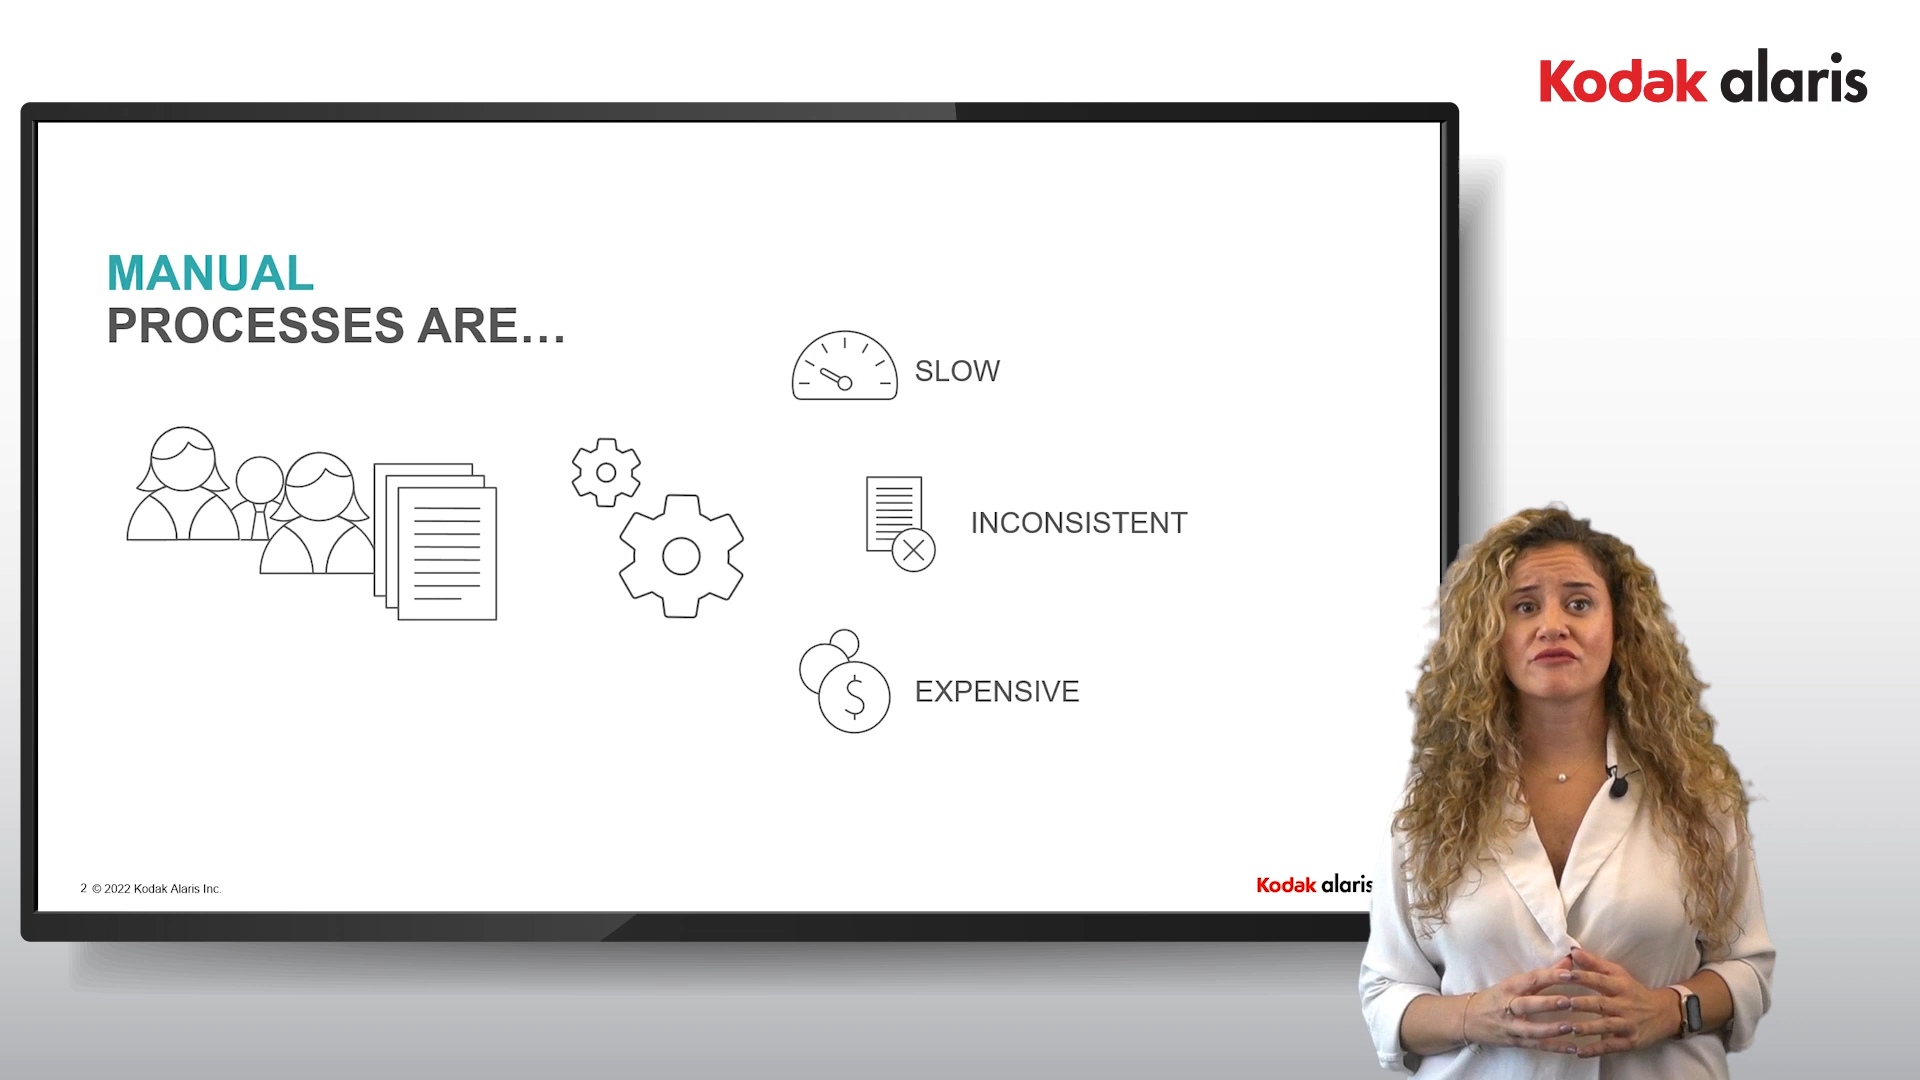 Kodak alaris
MANUAL
PROCESSES ARE...
SLOW
INCONSISTENT
$
EXPENSIVE
2 © 2022 Kodak Alaris Inc.
Kodak alaris